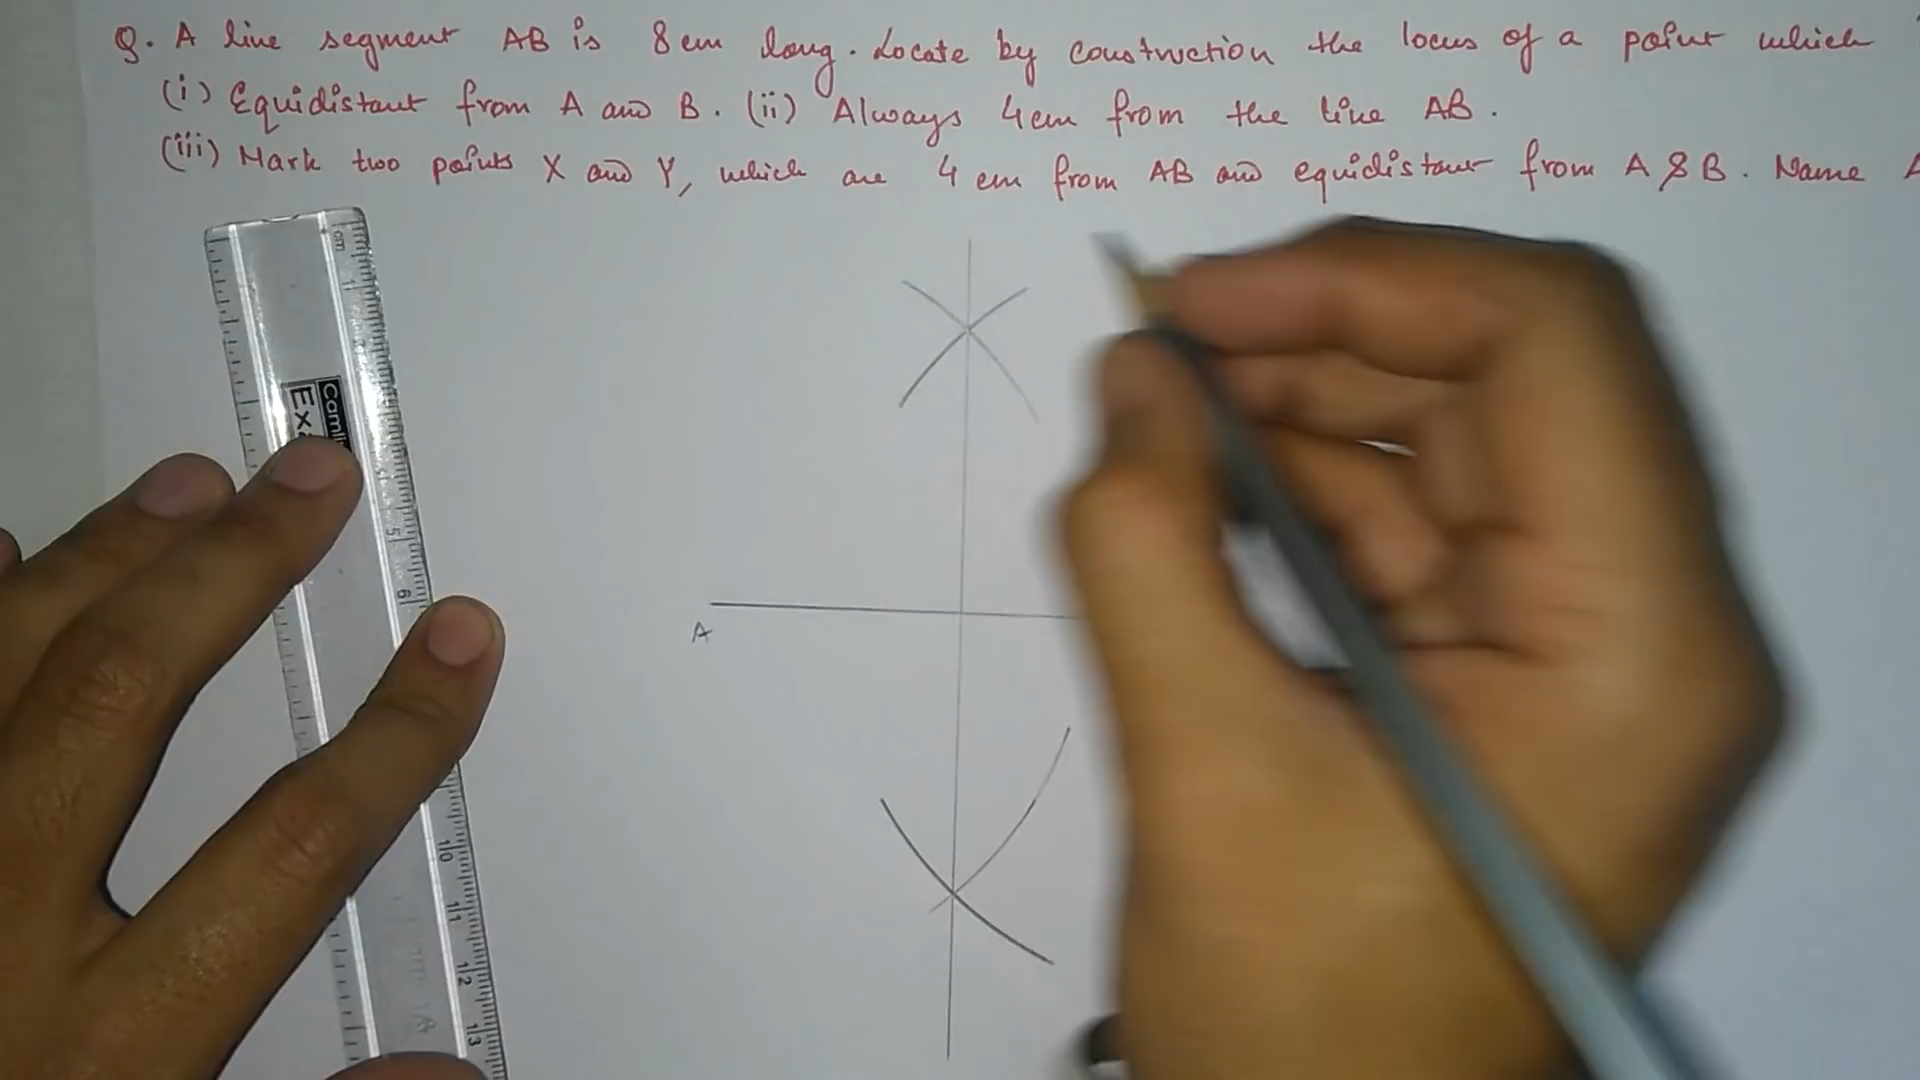 Q. A line segment AB is 8 cm long. Locate by construction the locus of a point which
(i) Equidistant from A and B. (ii) Always 4 cm from the line AB.
(iii) Mark two points X and Y, which are 4 cm from AB and equidistant from A & B. Name
cm
1
Ex
5
6
A
10
11
12
13